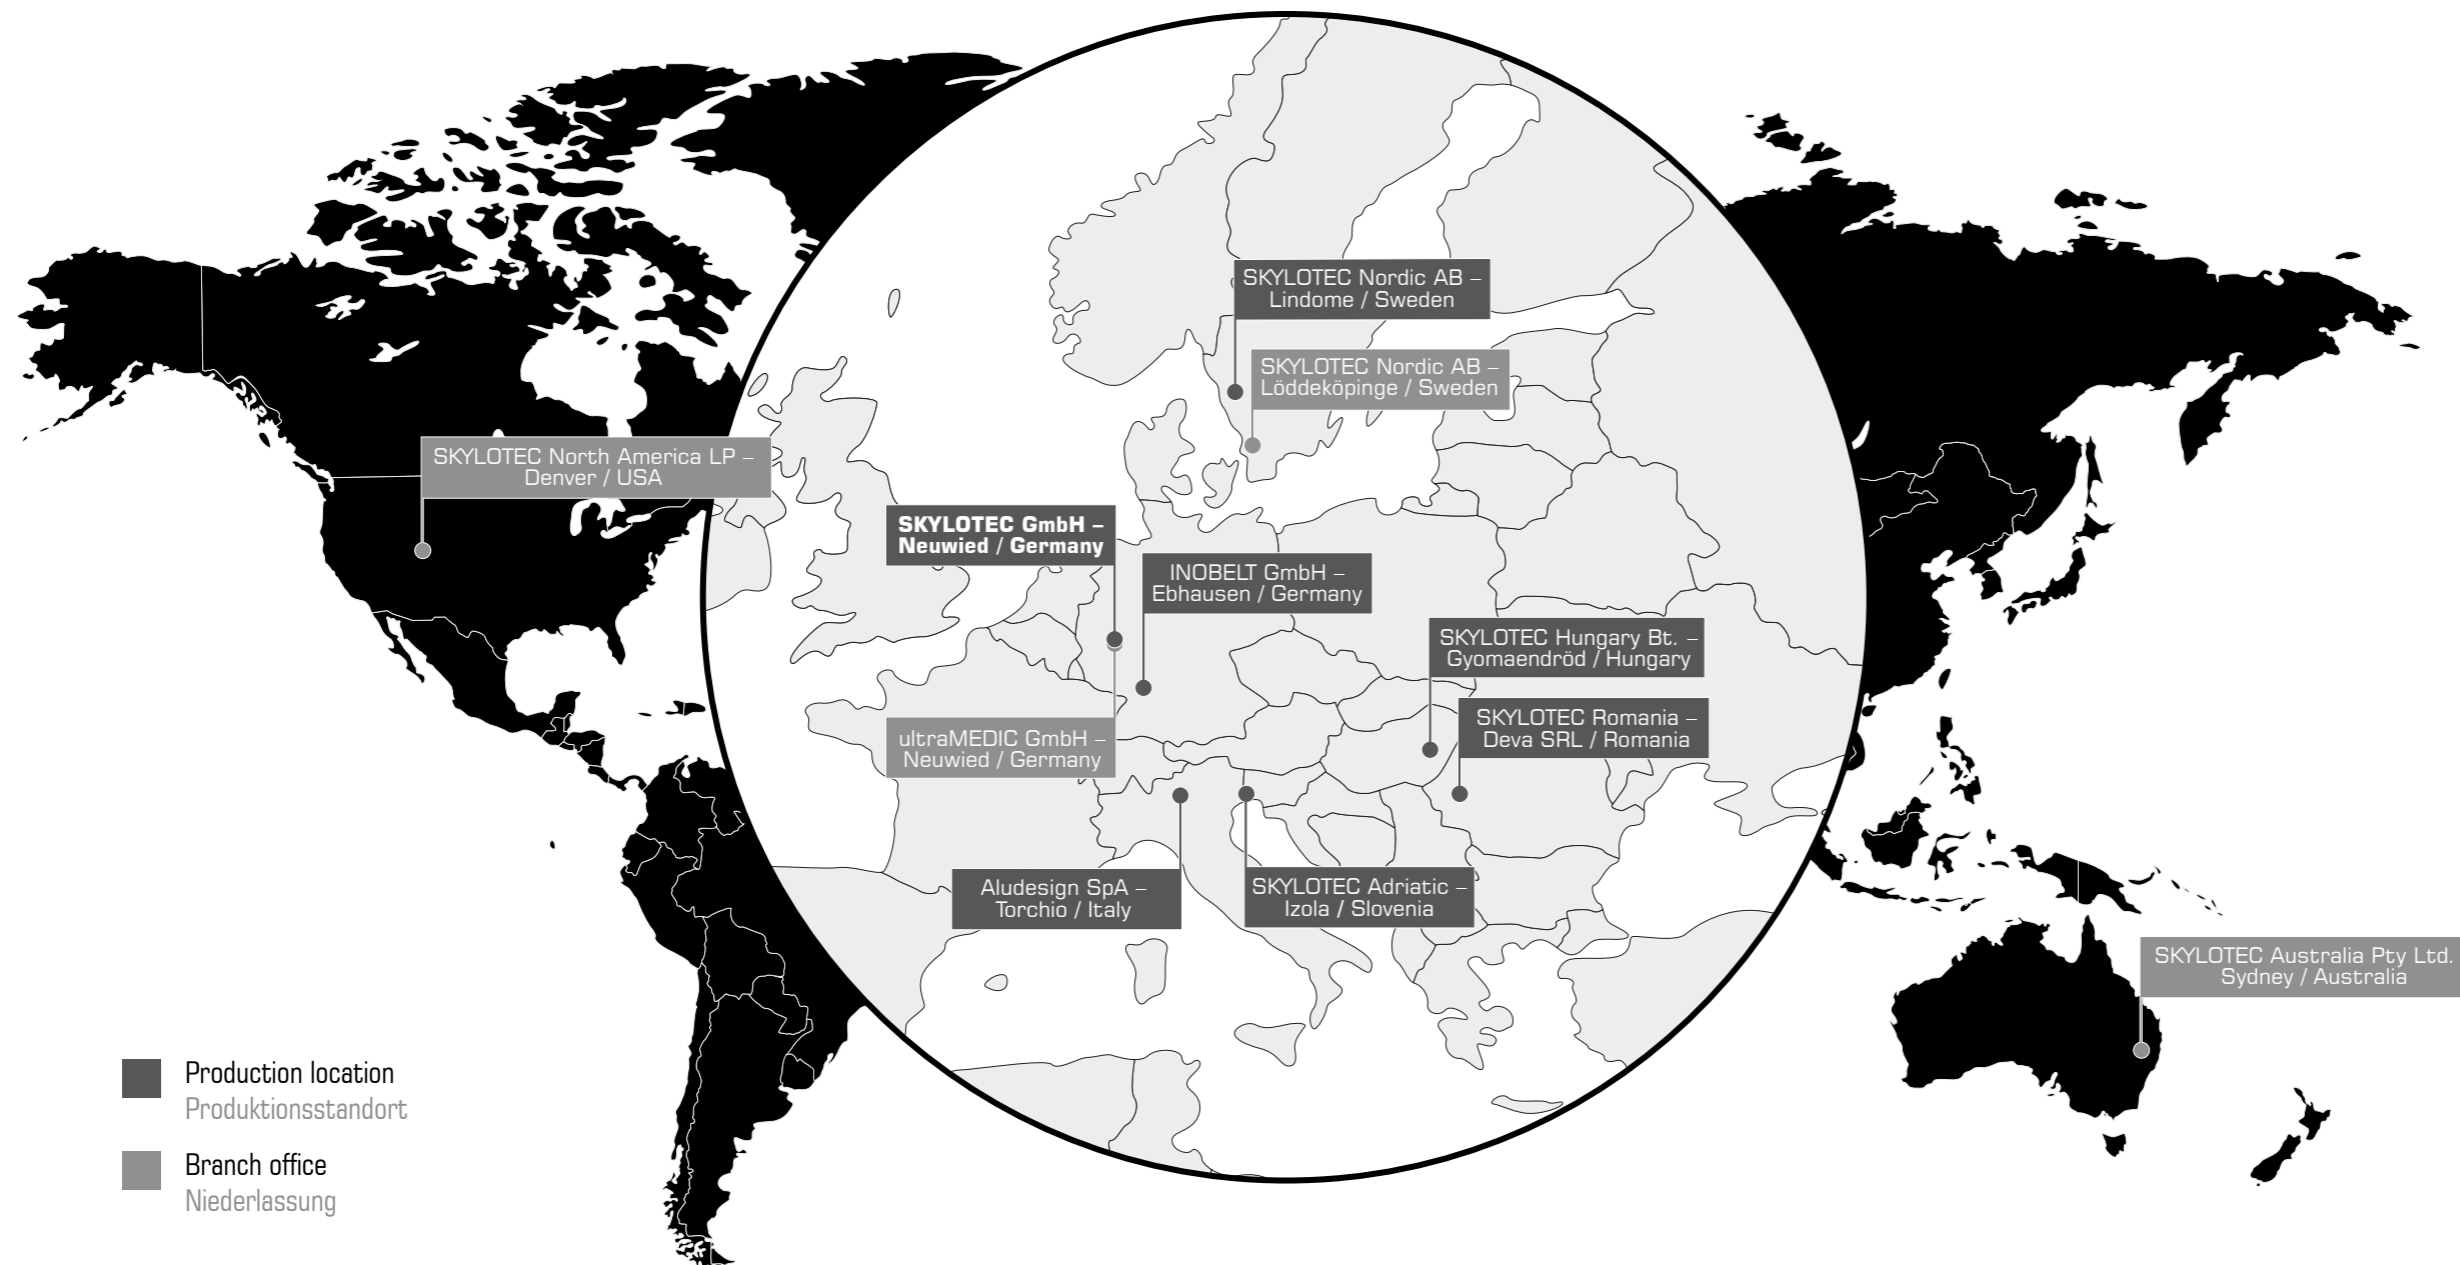 SKYLOTEC Nordic AB –
Lindome / Sweden
SKYLOTEC Nordic AB –
Löddeköpinge / Sweden
SKYLOTEC North America LP –
Denver / USA
SKYLOTEC GmbH –
Neuwied / Germany
INOBELT GmbH –
Ebhausen / Germany
SKYLOTEC Hungary Bt. –
Gyomaendröd / Hungary
SKYLOTEC Romania –
Deva SRL / Romania
ultraMEDIC GmbH –
Neuwied / Germany
Aludesign SpA –
Torchio / Italy
SKYLOTEC Adriatic –
Izola / Slovenia
SKYLOTEC Australia Pty Ltd.
Sydney / Australia
Production location
Produktionsstandort
Branch office
Niederlassung